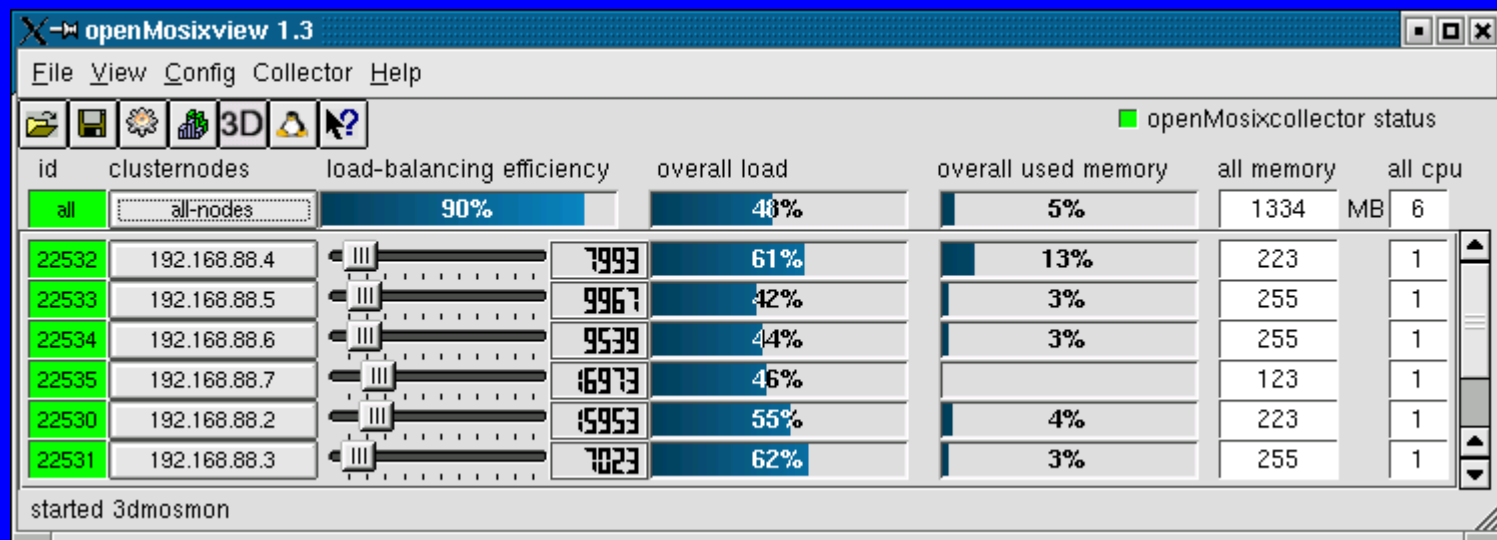 openMosixview 1.3
File View Config Collector Help
3D ? openMosixcollector status
id clusternodes load-balancing efficiency overall load overall used memory all memory all cpu
all all-nodes 90% 48% 5% 1334 MB 6
22532 192.168.88.4 7993 61% 13% 223 1
22533 192.168.88.5 9967 42% 3% 255 1
22534 192.168.88.6 9539 44% 3% 255 1
22535 192.168.88.7 16973 46% 123 1
22530 192.168.88.2 15953 55% 4% 223 1
22531 192.168.88.3 7023 62% 3% 255 1
started 3dmosmon